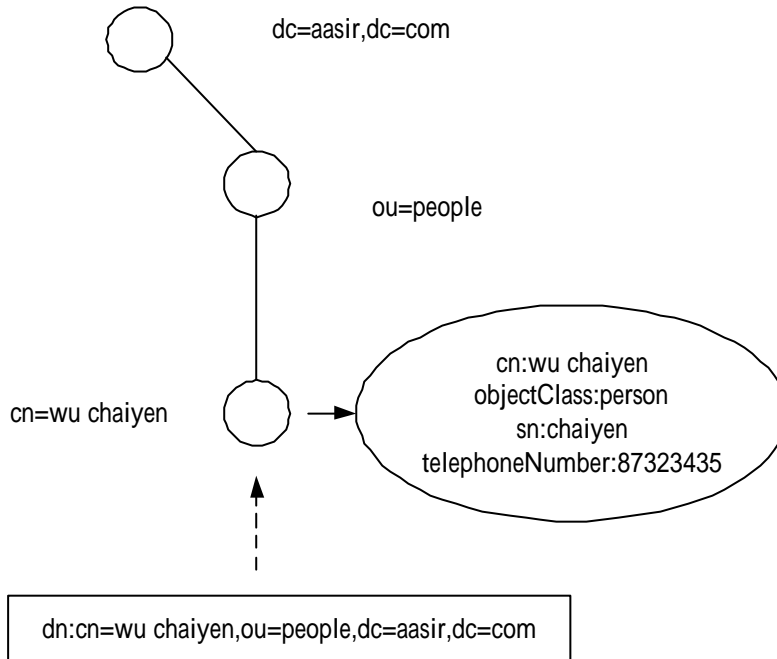 dc=aasir,dc=com
ou=people
cn=wu chaiyen
cn:wu chaiyen
objectClass:person
sn:chaiyen
telephoneNumber:87323435
dn:cn=wu chaiyen,ou=people,dc=aasir,dc=com